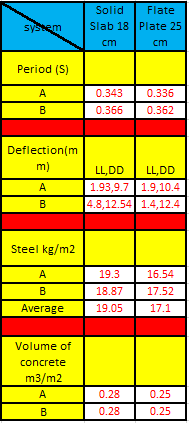 system
Solid Slab 18 cm
Flate Plate 25 cm
Period (S)
A 0.343 0.336
B 0.366 0.362
Deflection(mm) LL,DD LL,DD
A 1.93,9.7 1.9,10.4
B 4.8,12.54 1.4,12.4
Steel kg/m2
A 19.3 16.54
B 18.87 17.52
Average 19.05 17.1
Volume of concrete m3/m2
A 0.28 0.25
B 0.28 0.25